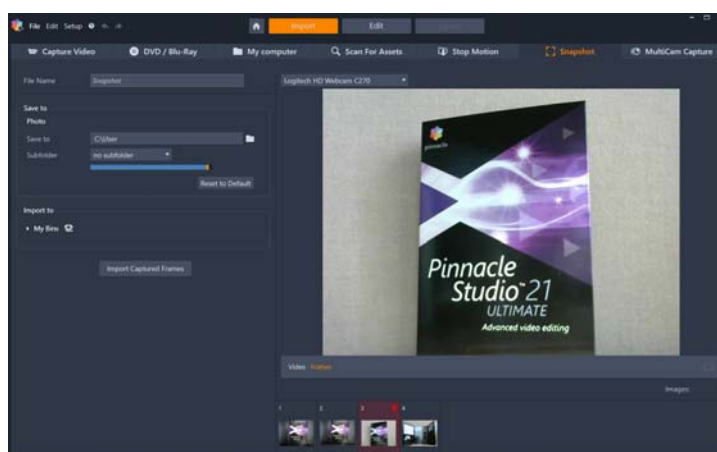 File Edit Setup
Import
Edit
Capture Video
DVD / Blu-Ray
My computer
Scan For Assets
Stop Motion
Snapshot
MultiCam Capture
File Name
Snapshot
Logitech HD Webcam C270
Save to
Photo
Save to
C:\User
Subfolder
no subfolder
Reset to Default
Import to
My Bins
Import Captured Frames
pinnacle
Pinnacle
Studio™21
ULTIMATE
Advanced video editing
Video
Frames
Images:
1
2
3
4